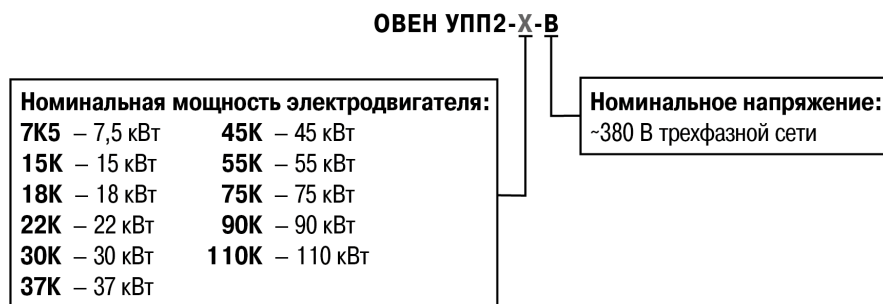 ОВЕН УПП2-X-В
Номинальная мощность электродвигателя:
7К5 – 7,5 кВт 45К – 45 кВт
15К – 15 кВт 55К – 55 кВт
18К – 18 кВт 75К – 75 кВт
22К – 22 кВт 90К – 90 кВт
30К – 30 кВт 110К – 110 кВт
37К – 37 кВт
Номинальное напряжение:
~380 В трехфазной сети